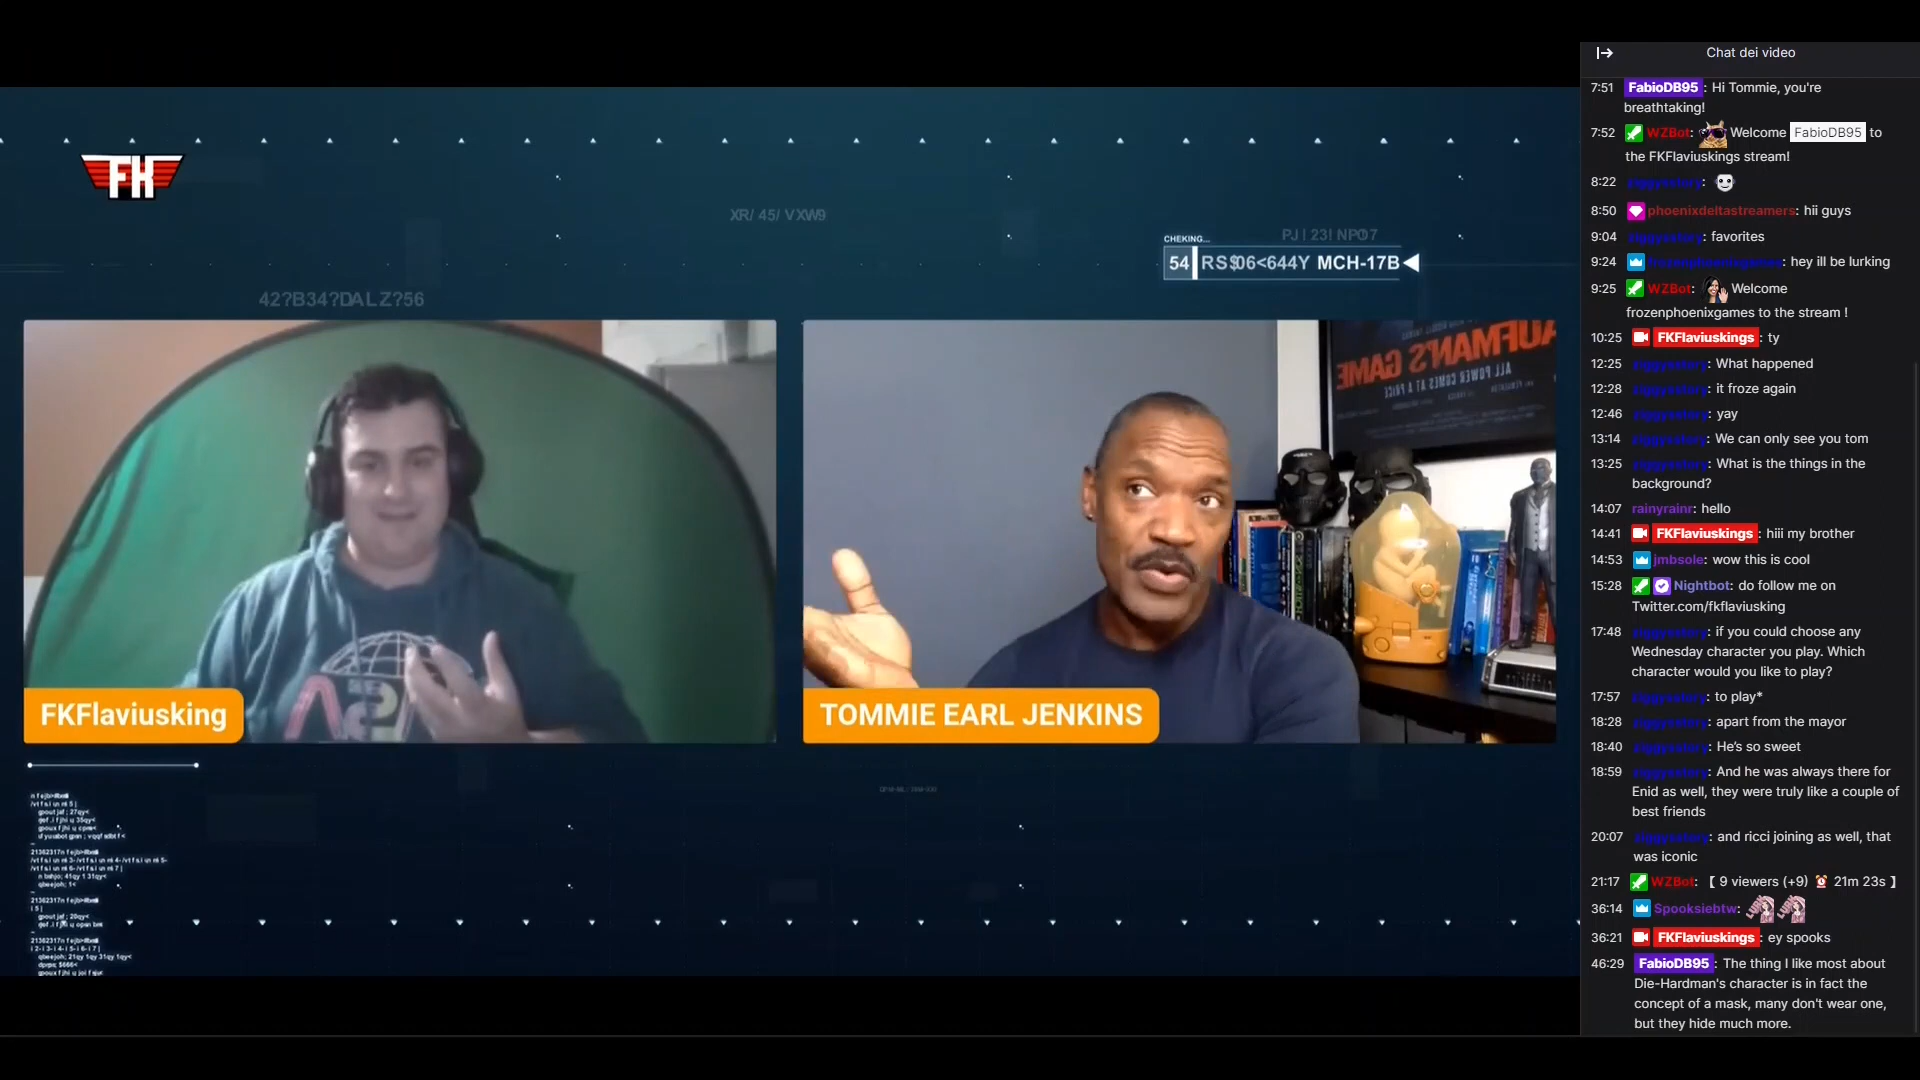 FK
XR/ 45/ VXW9
CHEKING...
PJ | 23! NPO7
54 RS$06<644Y MCH-17B
42?B34?DALZ?56
AUFMAN'S GAME
ALL POWER COMES AT A PRICE
FKFlaviusking
TOMMIE EARL JENKINS
Chat dei video
7:51 FabioDB95: Hi Tommie, you're
breathtaking!
7:52 WZBot: Welcome FabioDB95 to
the FKFlaviuskings stream!
8:22
8:50 phoenixdeltastreamers: hii guys
9:04 : favorites
9:24 frozenphoenixgames: hey ill be lurking
9:25 WZBot: Welcome
frozenphoenixgames to the stream !
10:25 FKFlaviuskings: ty
12:25 : What happened
12:28 : it froze again
12:46 : yay
13:14 : We can only see you tom
13:25 : What is the things in the
background?
14:07 rainyrainr: hello
14:41 FKFlaviuskings: hiii my brother
14:53 jmbsole: wow this is cool
15:28 Nightbot: do follow me on
Twitter.com/fkflaviusking
17:48 : if you could choose any
Wednesday character you play. Which
character would you like to play?
17:57 : to play*
18:28 : apart from the mayor
18:40 : He's so sweet
18:59 : And he was always there for
Enid as well, they were truly like a couple of
best friends
20:07 : and ricci joining as well, that
was iconic
21:17 WZBot: 【 9 viewers (+9) ⏰ 21m 23s 】
36:14 Spooksiebtw:
36:21 FKFlaviuskings: ey spooks
46:29 FabioDB95: The thing I like most about
Die-Hardman's character is in fact the
concept of a mask, many don't wear one,
but they hide much more.